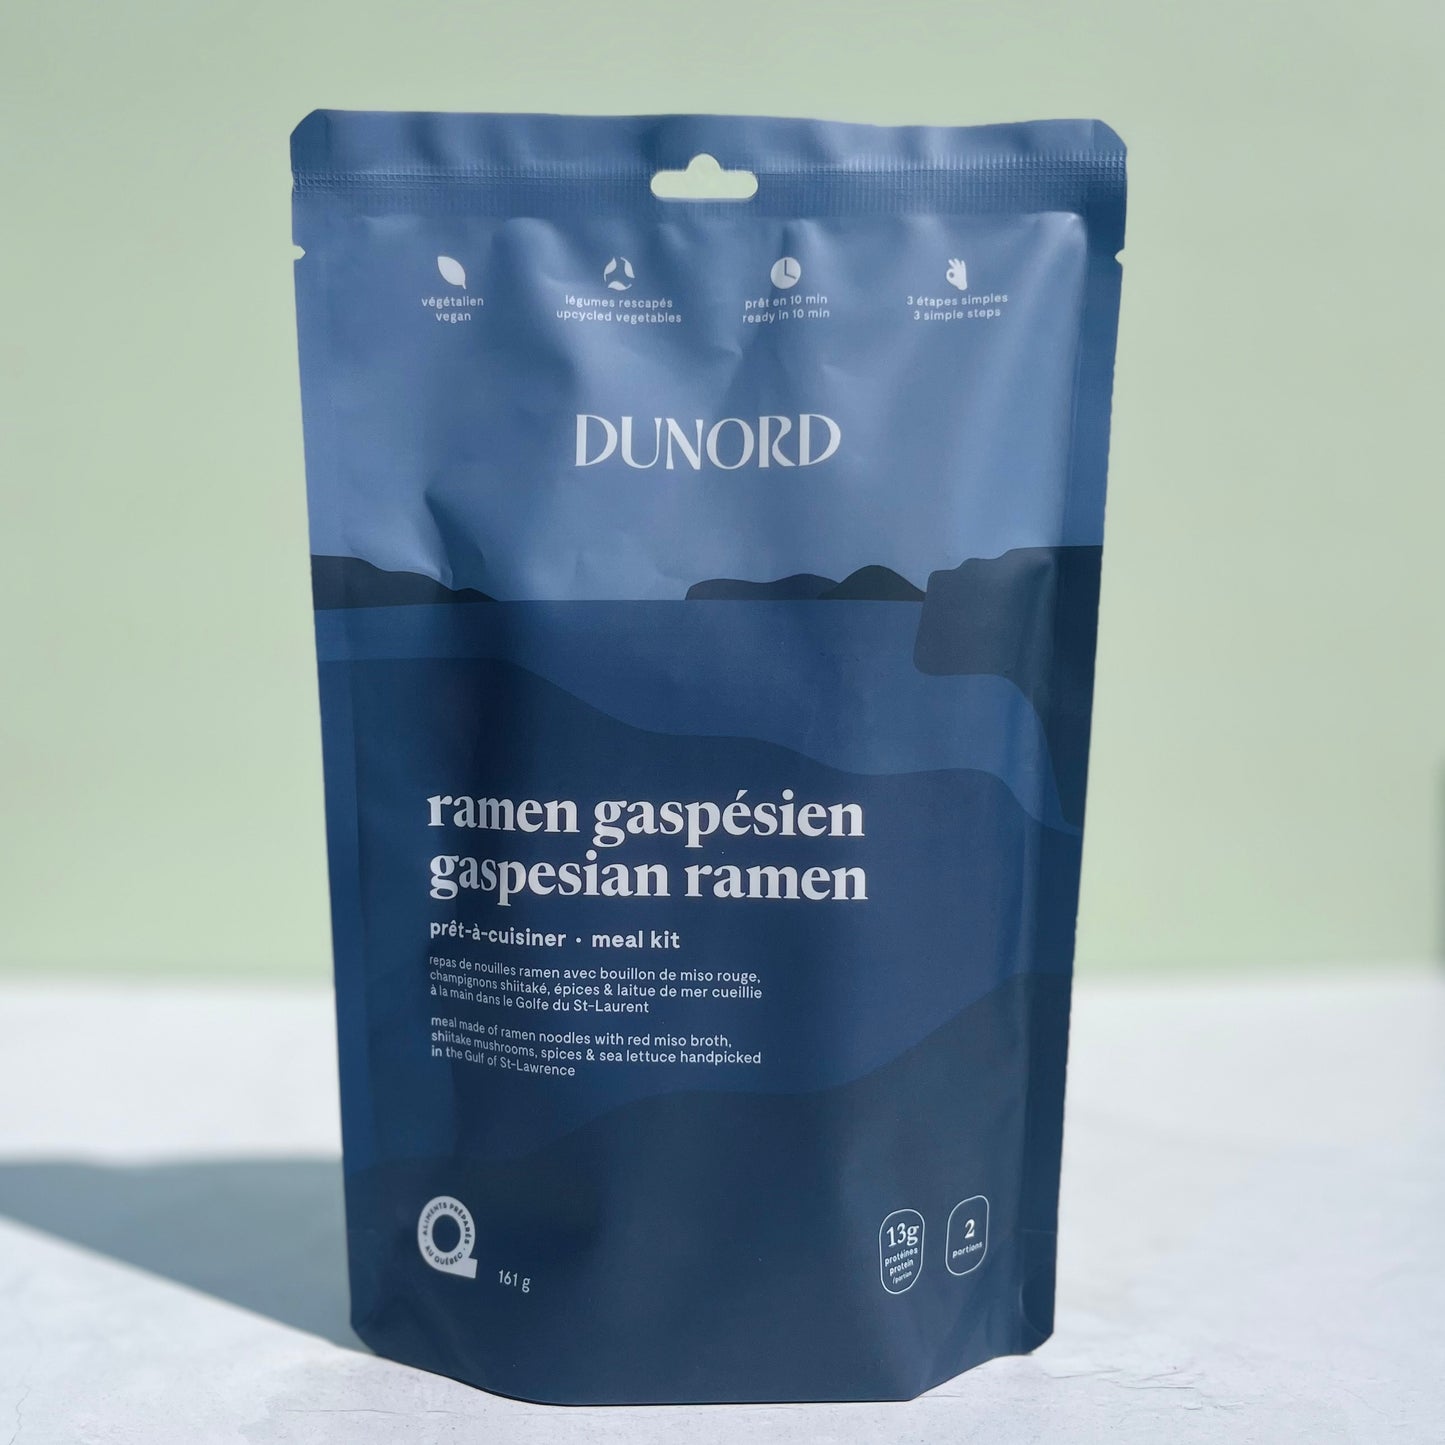 végétalien
vegan
légumes rescapés
upcycled vegetables
prêt en 10 min
ready in 10 min
3 étapes simples
3 simple steps
DUNORD
ramen gaspésien
gaspesian ramen
prêt-à-cuisiner • meal kit
repas de nouilles ramen avec bouillon de miso rouge,
champignons shiitaké, épices & laitue de mer cueillie
à la main dans le Golfe du St-Laurent
meal made of ramen noodles with red miso broth,
shiitake mushrooms, spices & sea lettuce handpicked
in the Gulf of St-Lawrence
ALIMENTS PRÉPARÉS
AU QUÉBEC
161 g
13g
protéines
protein
/portion
2
portions